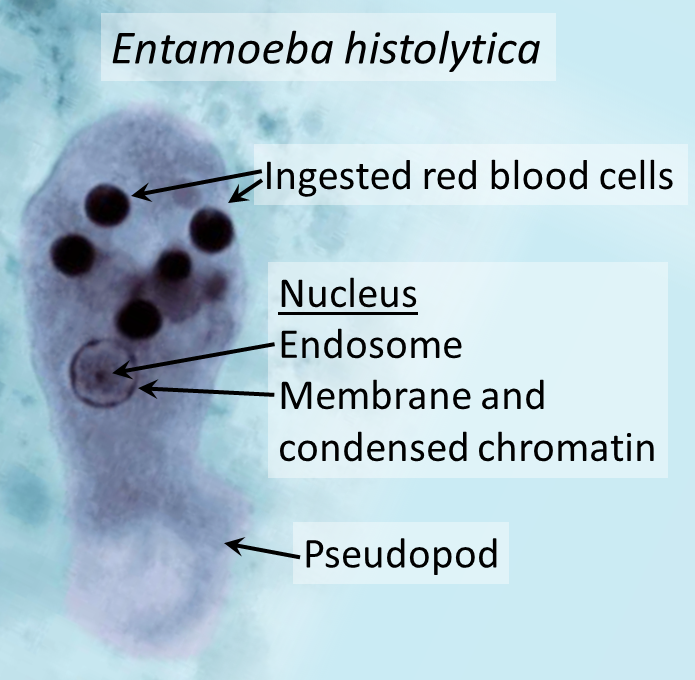 Entamoeba histolytica
Ingested red blood cells
Nucleus
Endosome
Membrane and
condensed chromatin
Pseudopod